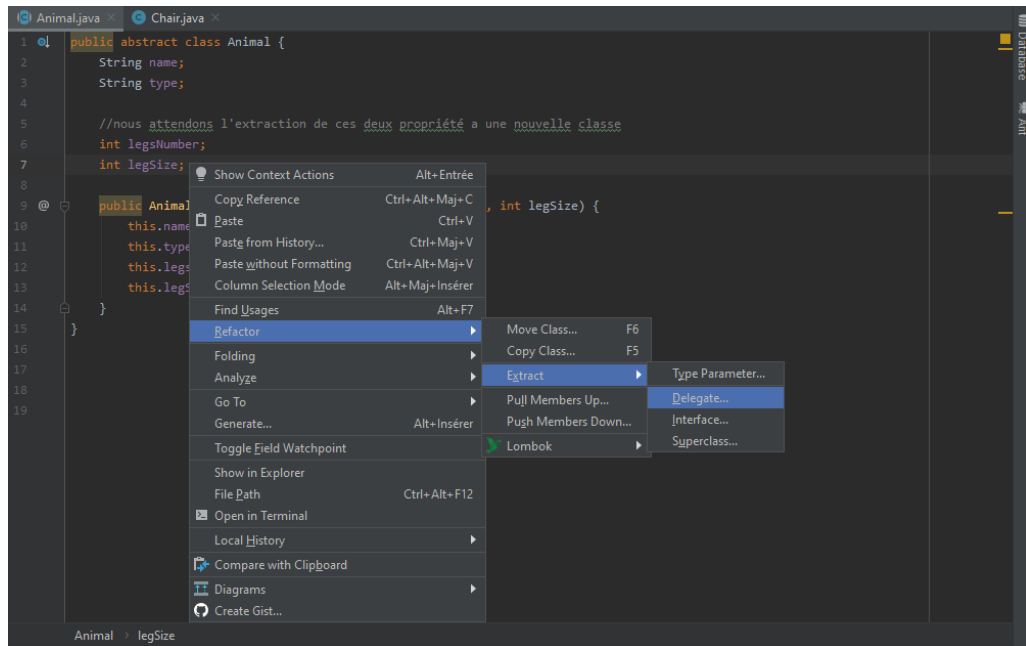 Animal.java
Chair.java
1 public abstract class Animal {
2 String name;
3 String type;
4
5 //nous attendons l'extraction de ces deux propriété a une nouvelle classe
6 int legsNumber;
7 int legSize;
8
9 @ public Animal , int legSize) {
10 this.name
11 this.type
12 this.legs
13 this.legS
14 }
15 }
16
17
18
19
Show Context Actions Alt+Entrée
Copy Reference Ctrl+Alt+Maj+C
Paste Ctrl+V
Paste from History... Ctrl+Maj+V
Paste without Formatting Ctrl+Alt+Maj+V
Column Selection Mode Alt+Maj+Insérer
Find Usages Alt+F7
Refactor
Folding
Analyze
Go To
Generate... Alt+Insérer
Toggle Field Watchpoint
Show in Explorer
File Path Ctrl+Alt+F12
Open in Terminal
Local History
Compare with Clipboard
Diagrams
Create Gist...
Move Class... F6
Copy Class... F5
Extract
Pull Members Up...
Push Members Down...
Lombok
Type Parameter...
Delegate...
Interface...
Superclass...
Database
Ant
Animal > legSize